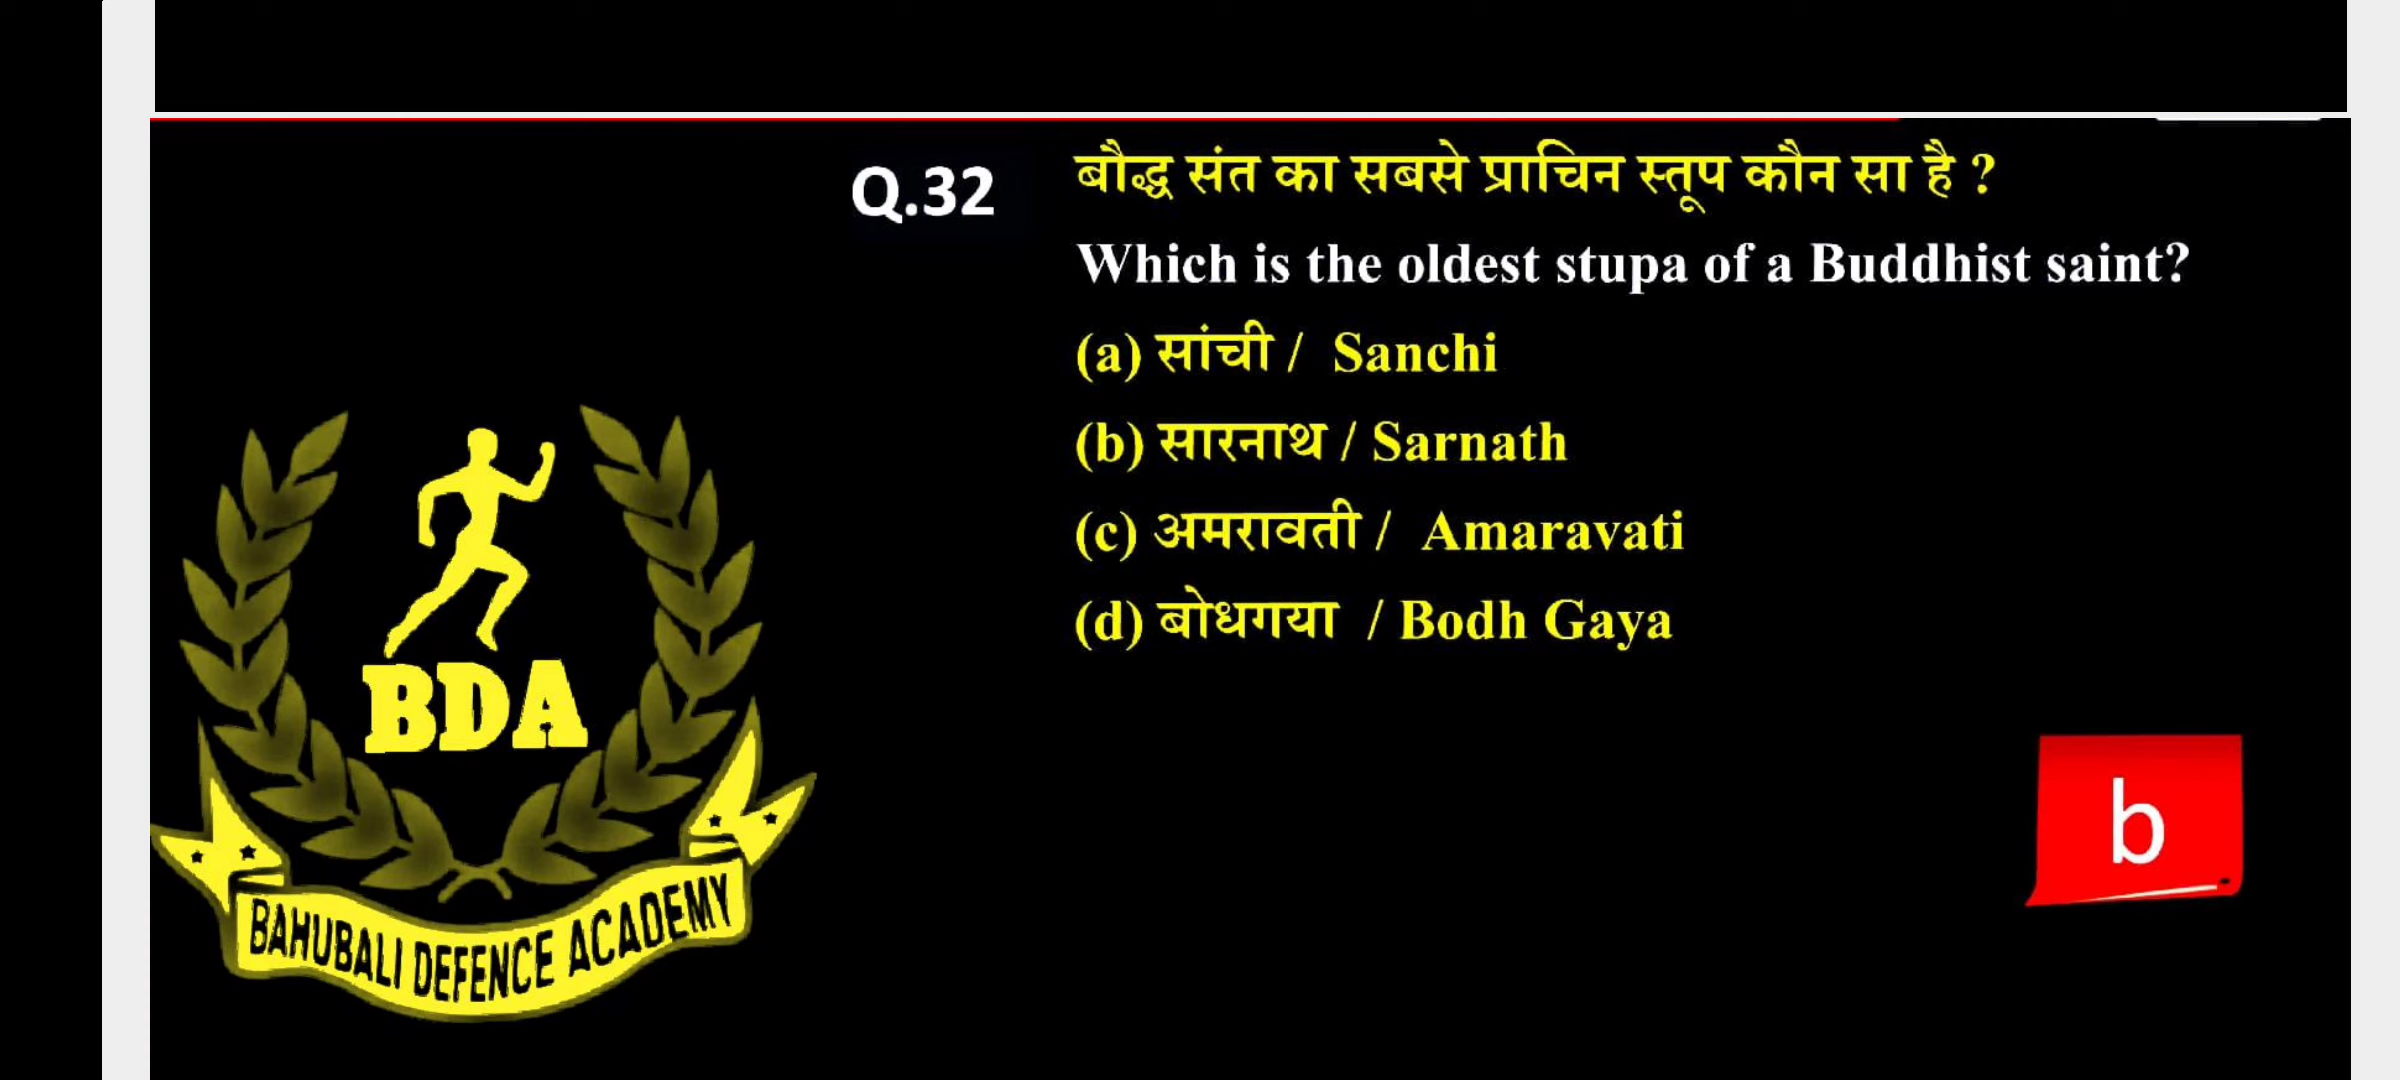 Q.32
बौद्ध संत का सबसे प्राचिन स्तूप कौन सा है ?
Which is the oldest stupa of a Buddhist saint?
(a) सांची / Sanchi
(b) सारनाथ / Sarnath
(c) अमरावती / Amaravati
(d) बोधगया / Bodh Gaya
b
BDA
BAHUBALI DEFENCE ACADEMY